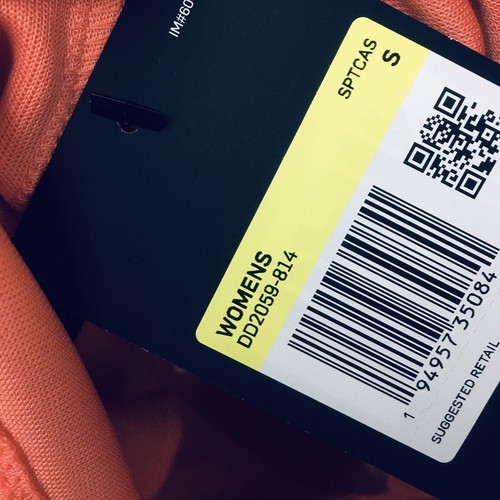 IM#60
SPTCAS
S
WOMENS
DD2059-814
1 94957 35084
SUGGESTED RETAIL